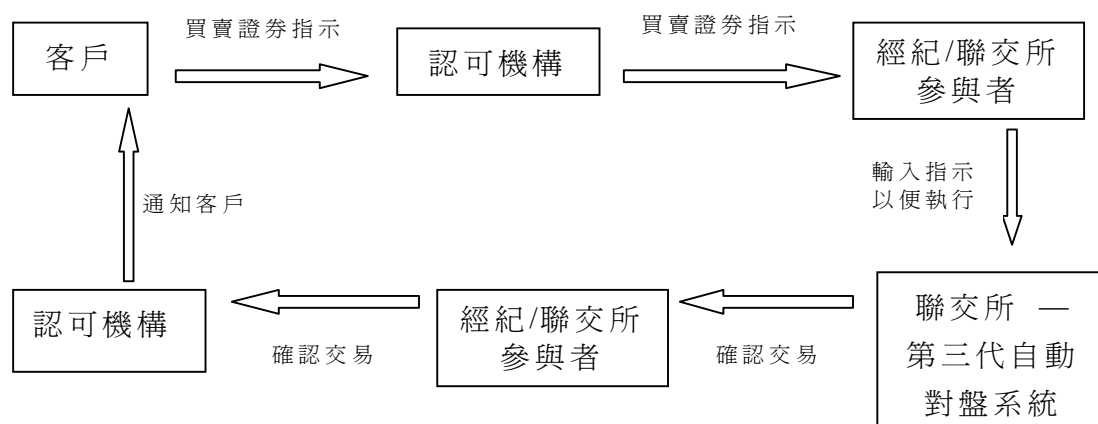 買賣證券指示
買賣證券指示
客戶
認可機構
經紀/聯交所
參與者
輸入指示
以便執行
通知客戶
認可機構
確認交易
經紀/聯交所
參與者
確認交易
聯交所 —
第三代自動
對盤系統